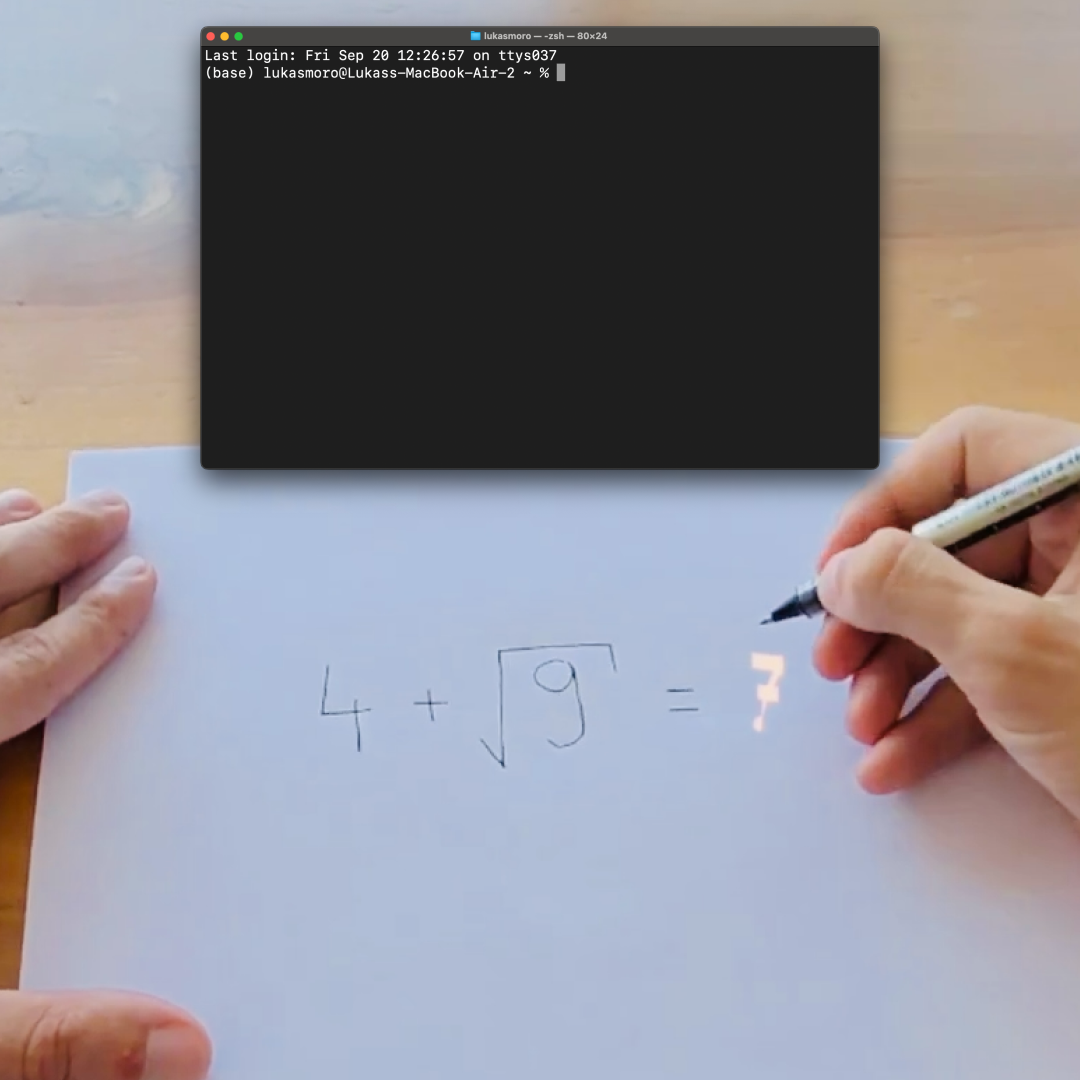 lukasmoro — -zsh — 80×24
Last login: Fri Sep 20 12:26:57 on ttys037
(base) lukasmoro@Lukass-MacBook-Air-2 ~ %
4 + √9 = 7